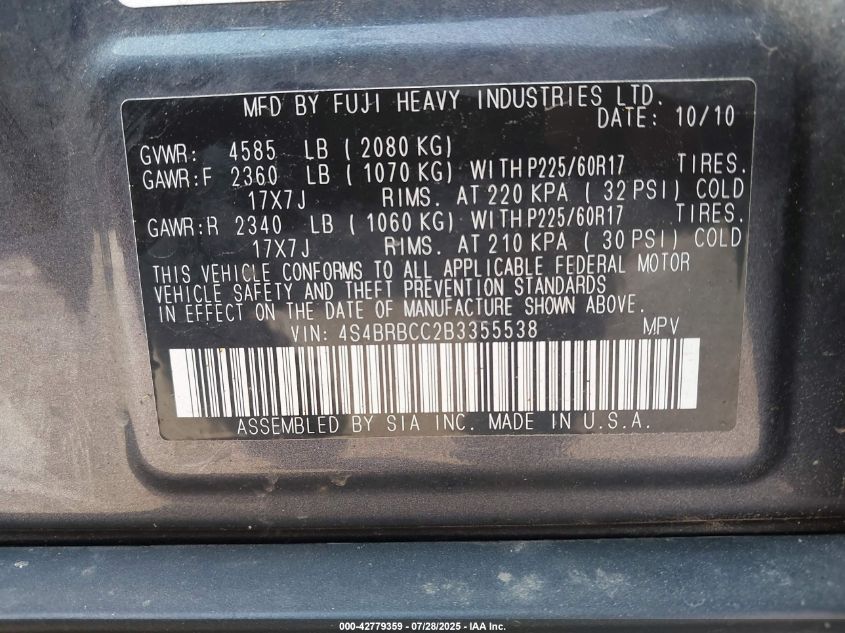 MFD BY FUJI HEAVY INDUSTRIES LTD.
DATE: 10/10
GVWR: 4585 LB ( 2080 KG)
GAWR:F 2360 LB ( 1070 KG) WITH P225/60R17 TIRES.
17X7J RIMS. AT 220 KPA ( 32 PSI) COLD
GAWR:R 2340 LB ( 1060 KG) WITH P225/60R17 TIRES.
17X7J RIMS. AT 210 KPA ( 30 PSI) COLD
THIS VEHICLE CONFORMS TO ALL APPLICABLE FEDERAL MOTOR
VEHICLE SAFETY AND THEFT PREVENTION STANDARDS
IN EFFECT ON THE DATE OF MANUFACTURE SHOWN ABOVE.
VIN: 4S4BRBCC2B3355538 MPV
ASSEMBLED BY SIA INC. MADE IN U.S.A.
000-42779359 | 07/28/2025 - IAA Inc.